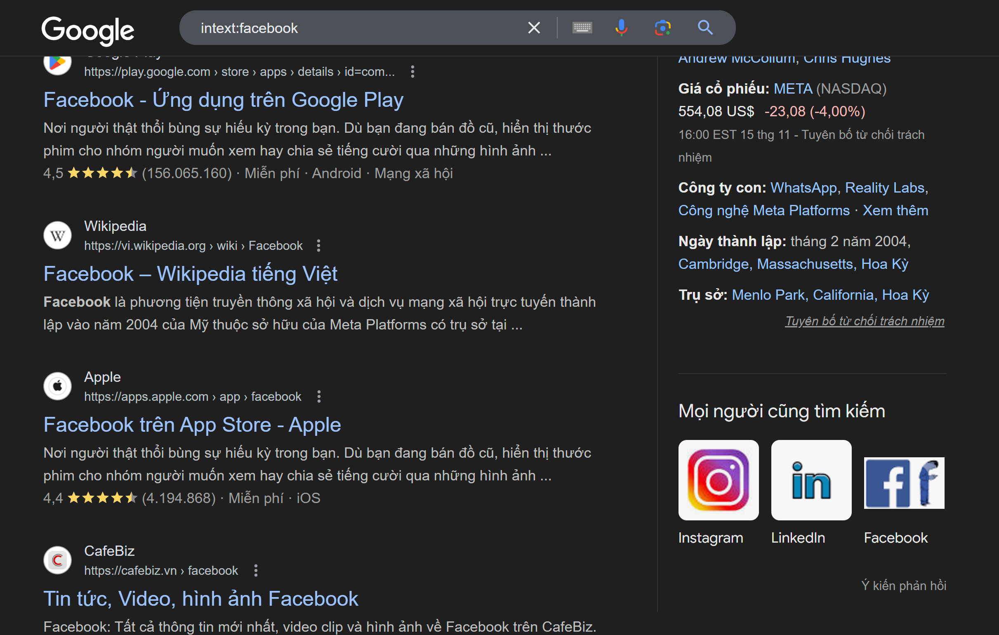 Google
intext:facebook
https://play.google.com › store › apps › details › id=com...
Facebook - Ứng dụng trên Google Play
Nơi người thật thổi bùng sự hiếu kỳ trong bạn. Dù bạn đang bán đồ cũ, hiển thị thước
phim cho nhóm người muốn xem hay chia sẻ tiếng cười qua những hình ảnh ...
4,5 (156.065.160) · Miễn phí · Android · Mạng xã hội
Wikipedia
https://vi.wikipedia.org › wiki › Facebook
Facebook – Wikipedia tiếng Việt
Facebook là phương tiện truyền thông xã hội và dịch vụ mạng xã hội trực tuyến thành
lập vào năm 2004 của Mỹ thuộc sở hữu của Meta Platforms có trụ sở tại ...
Apple
https://apps.apple.com › app › facebook
Facebook trên App Store - Apple
Nơi người thật thổi bùng sự hiếu kỳ trong bạn. Dù bạn đang bán đồ cũ, hiển thị thước
phim cho nhóm người muốn xem hay chia sẻ tiếng cười qua những hình ảnh ...
4,4 (4.194.868) · Miễn phí · iOS
CafeBiz
https://cafebiz.vn › facebook
Tin tức, Video, hình ảnh Facebook
Facebook: Tất cả thông tin mới nhất, video clip và hình ảnh về Facebook trên CafeBiz.
Andrew McCollum, Chris Hughes
Giá cổ phiếu: META (NASDAQ)
554,08 US$ -23,08 (-4,00%)
16:00 EST 15 thg 11 - Tuyên bố từ chối trách
nhiệm
Công ty con: WhatsApp, Reality Labs,
Công nghệ Meta Platforms · Xem thêm
Ngày thành lập: tháng 2 năm 2004,
Cambridge, Massachusetts, Hoa Kỳ
Trụ sở: Menlo Park, California, Hoa Kỳ
Tuyên bố từ chối trách nhiệm
Mọi người cũng tìm kiếm
in
f
Instagram
LinkedIn
Facebook
Ý kiến phản hồi